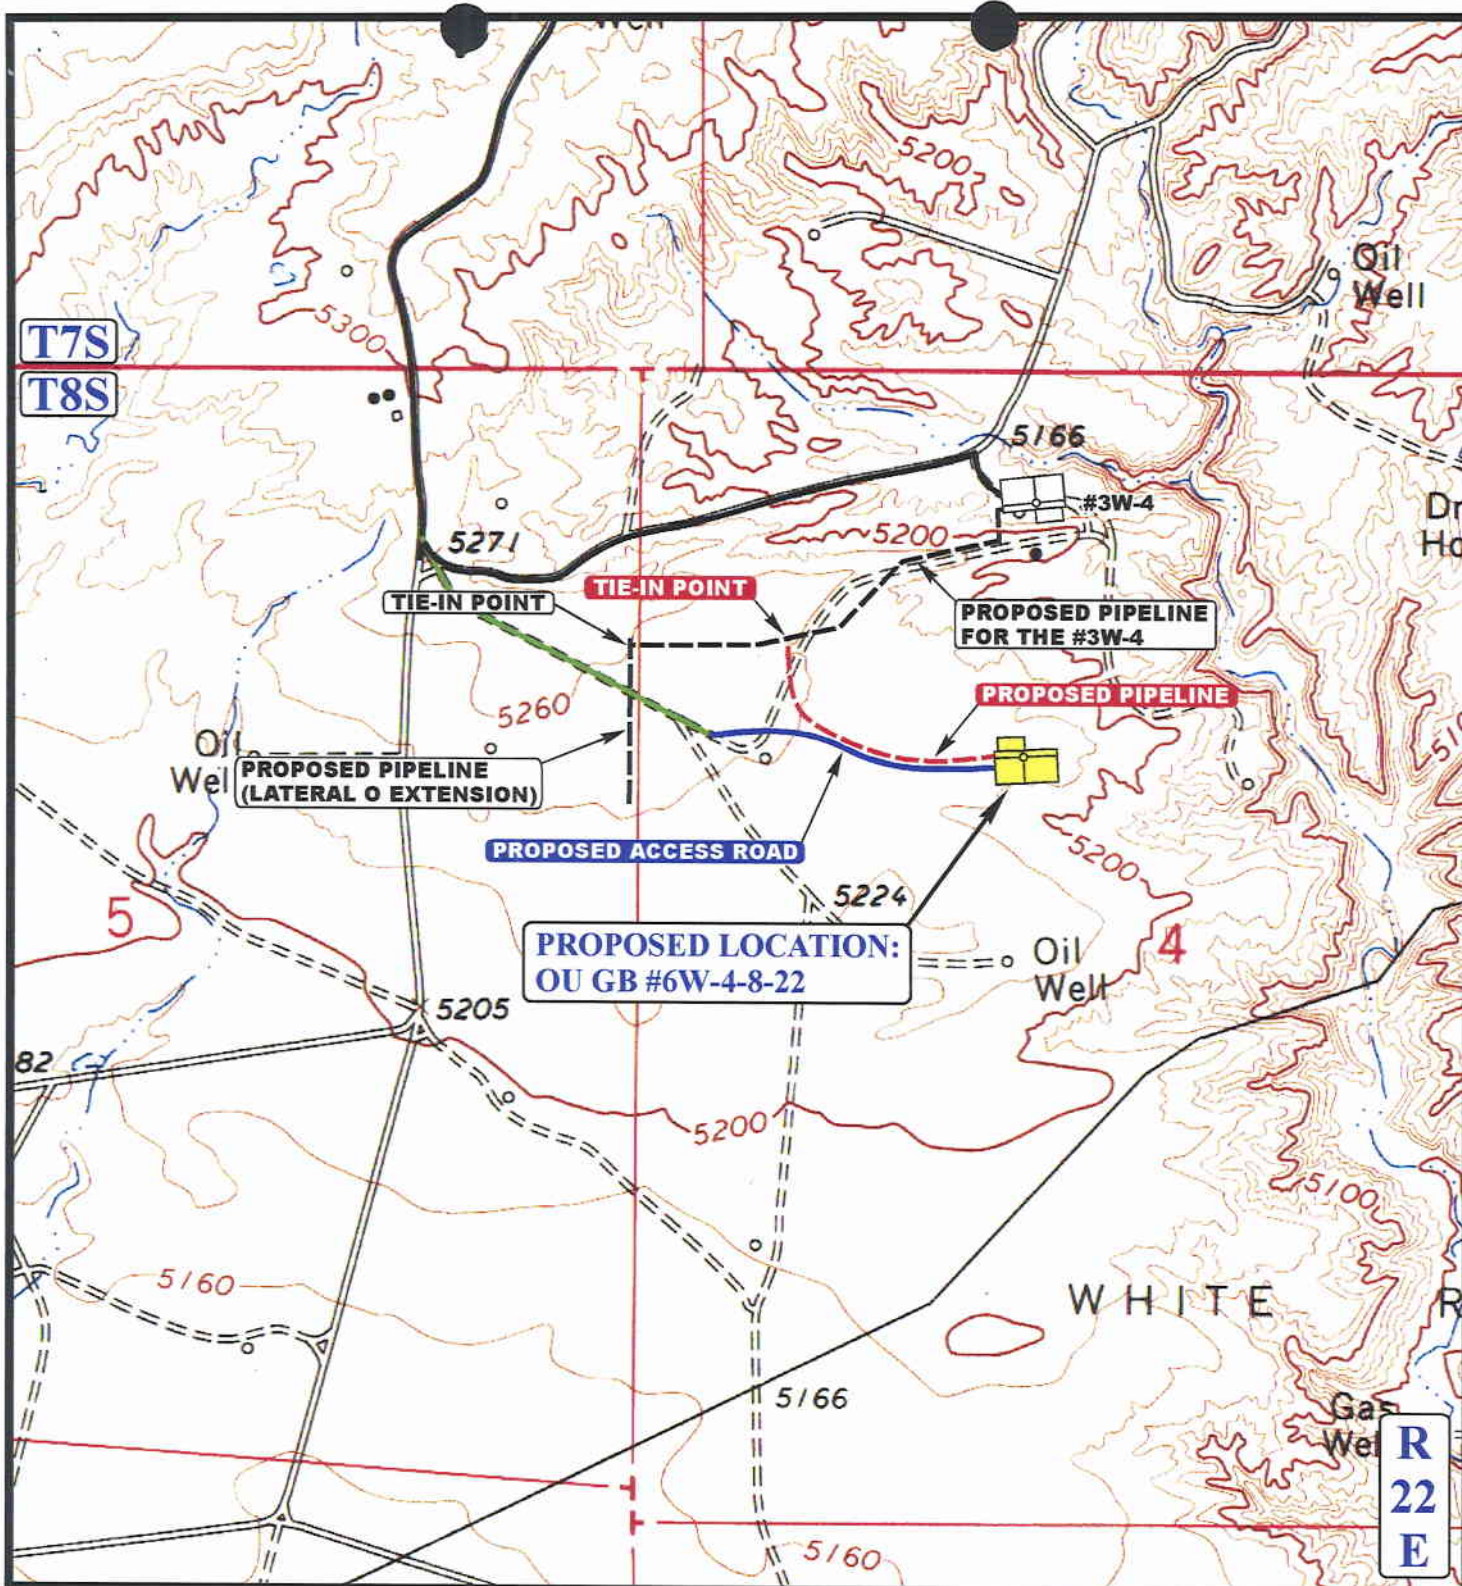 5200
Oil
Well
5300
T7S
T8S
5166
#3W-4
5200
5271
TIE-IN POINT
TIE-IN POINT
PROPOSED PIPELINE
FOR THE #3W-4
5260
PROPOSED PIPELINE
Oil
PROPOSED PIPELINE
(LATERAL O EXTENSION)
PROPOSED ACCESS ROAD
5200
5224
5
4
PROPOSED LOCATION:
OU GB #6W-4-8-22
Oil
Well
5205
82
5200
5100
5160
WHITE R
5166
Gas
R
22
E
5160